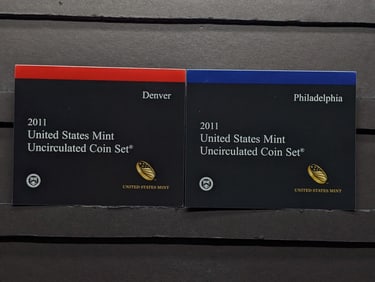 Denver
2011
United States Mint
Uncirculated Coin Set®
UNITED STATES MINT
Philadelphia
2011
United States Mint
Uncirculated Coin Set®
UNITED STATES MINT